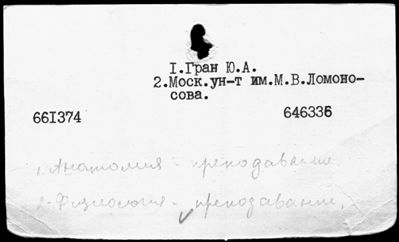 I.Гран Ю.А.
2.Моск.ун-т им.М.В.Ломоно-
сова.
661374 646336
1. Анатомия - преподавание
2. Физиология - преподавание.